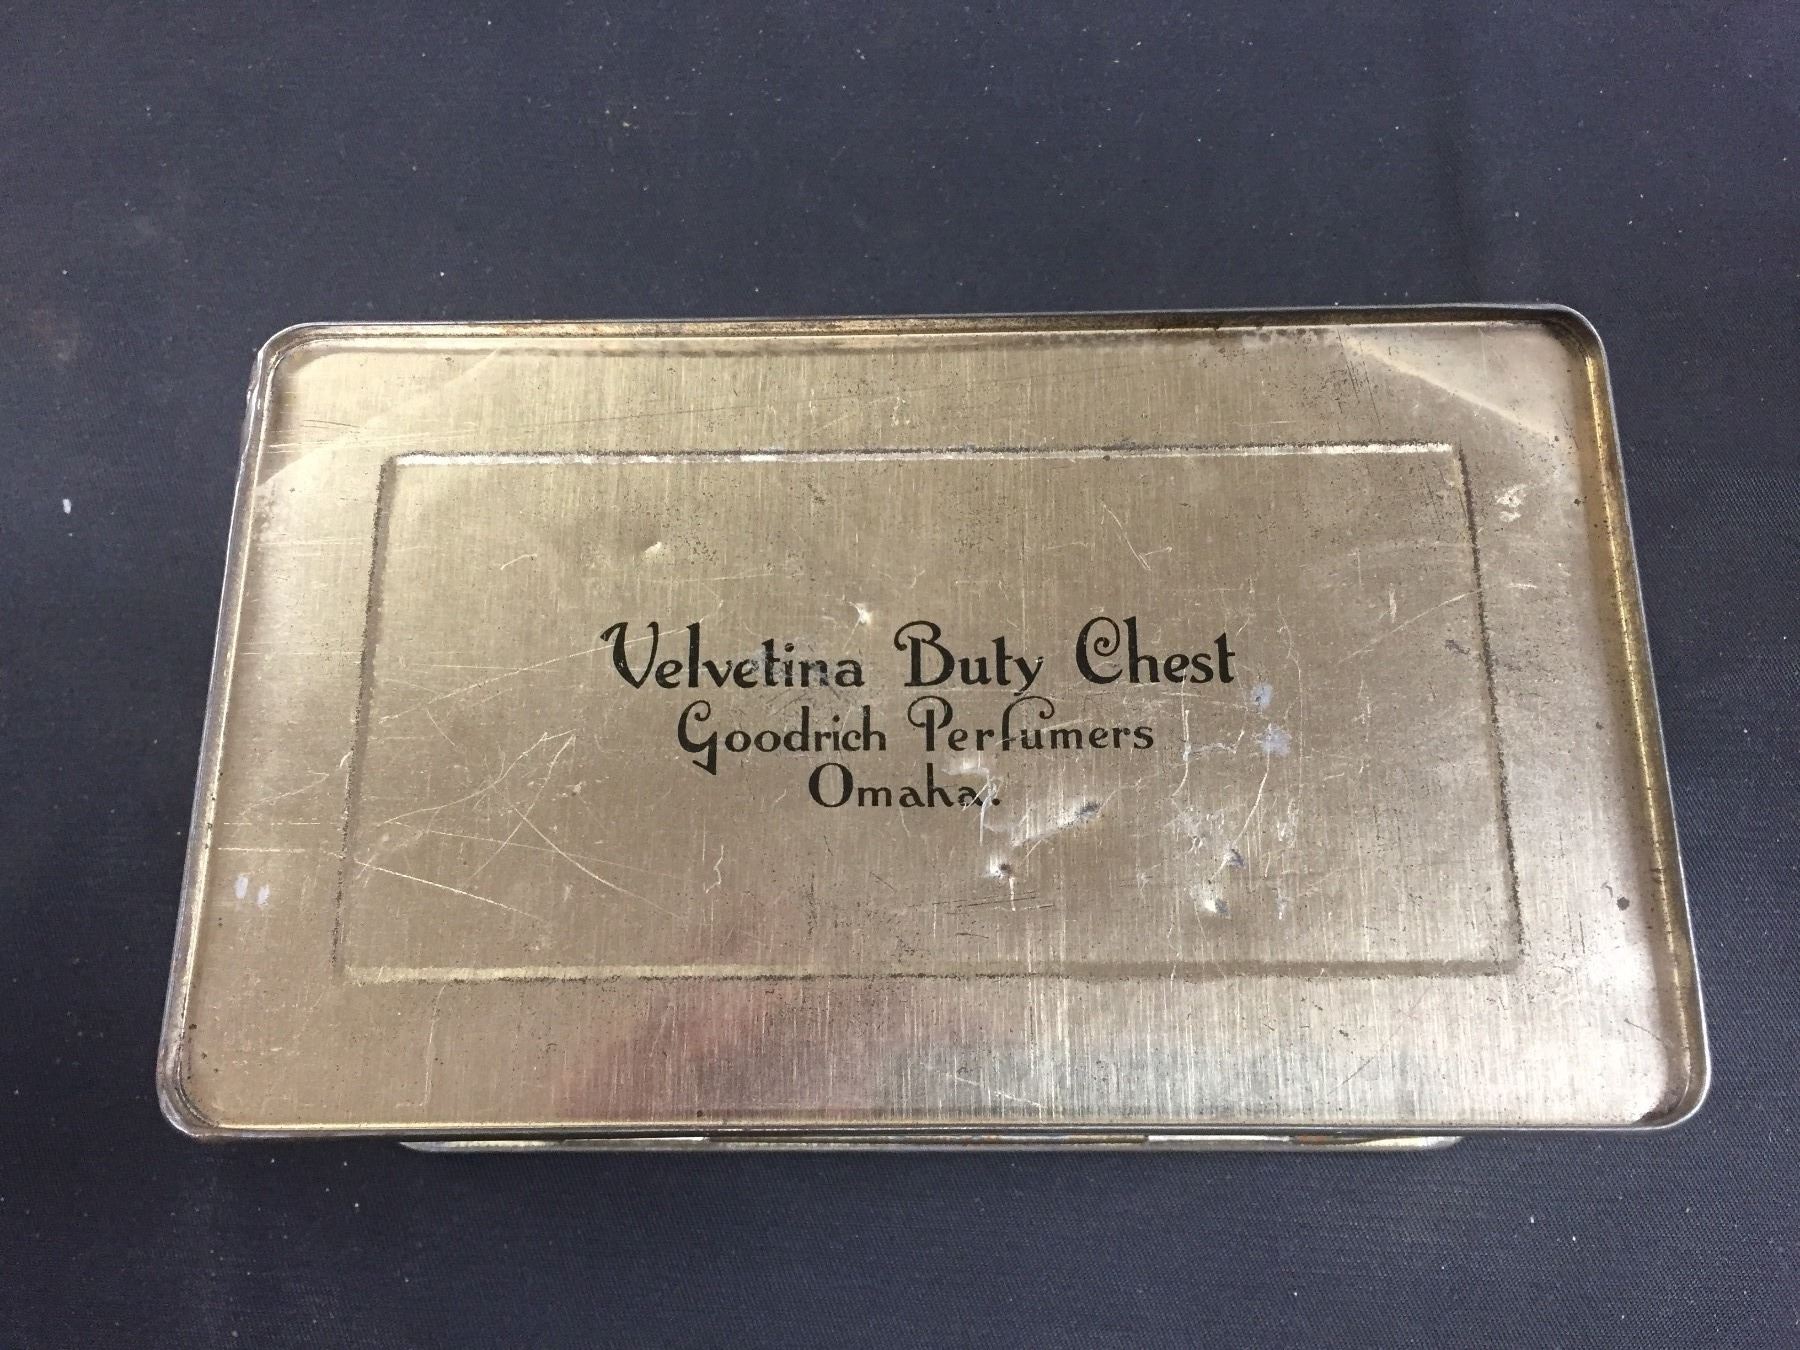 Velvetina Buty Chest
Goodrich Perfumers
Omaha.